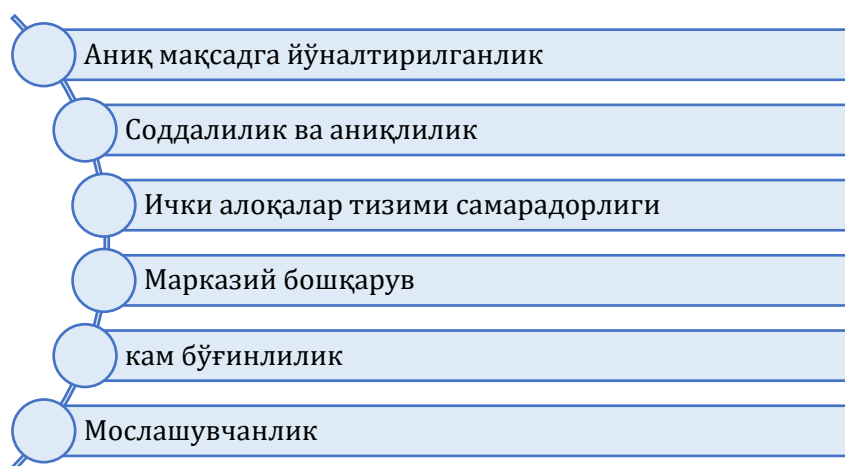 Аниқ мақсадга йўналтирилганлик
Соддалилик ва аниқлилик
Ички алоқалар тизими самарадорлиги
Марказий бошқарув
кам бўғинлилик
Мослашувчанлик